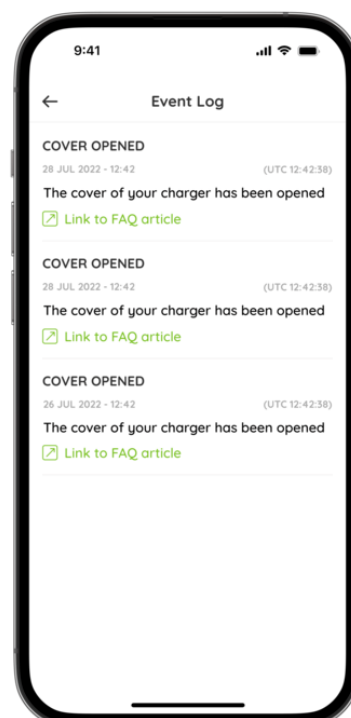 9:41
Event Log
COVER OPENED
28 JUL 2022 - 12:42 (UTC 12:42:38)
The cover of your charger has been opened
Link to FAQ article
COVER OPENED
28 JUL 2022 - 12:42 (UTC 12:42:38)
The cover of your charger has been opened
Link to FAQ article
COVER OPENED
26 JUL 2022 - 12:42 (UTC 12:42:38)
The cover of your charger has been opened
Link to FAQ article